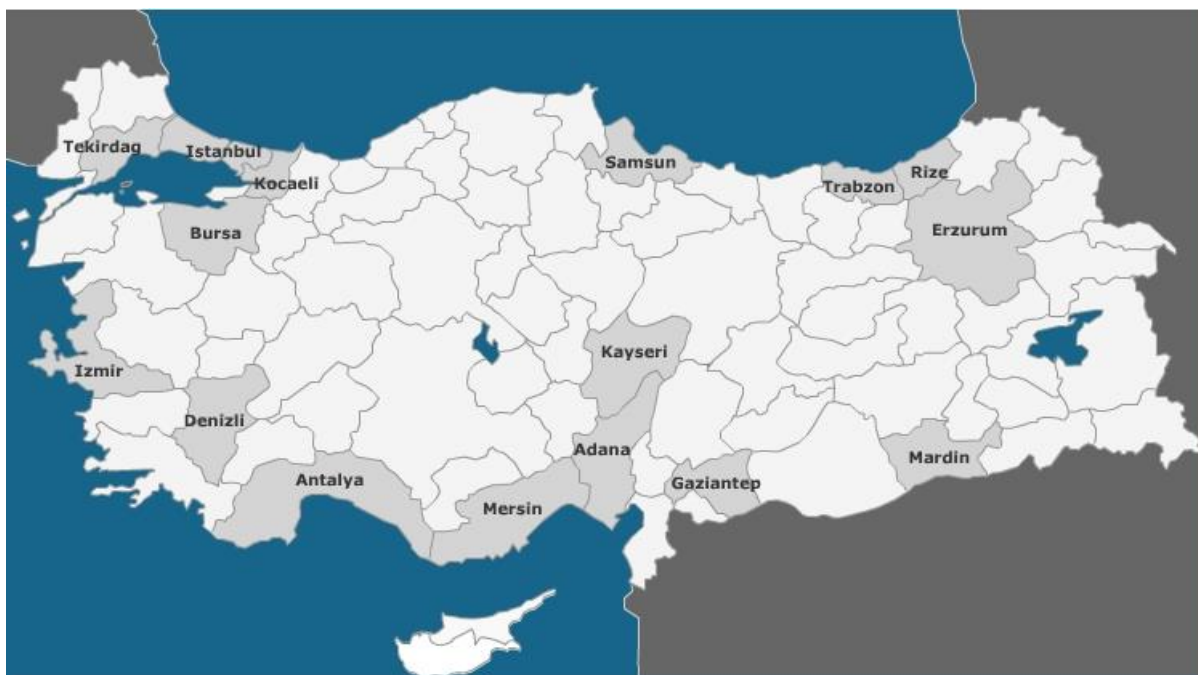 Tekirdag
Istanbul
Kocaeli
Samsun
Trabzon
Rize
Bursa
Erzurum
Kayseri
Izmir
Denizli
Adana
Mardin
Antalya
Gaziantep
Mersin